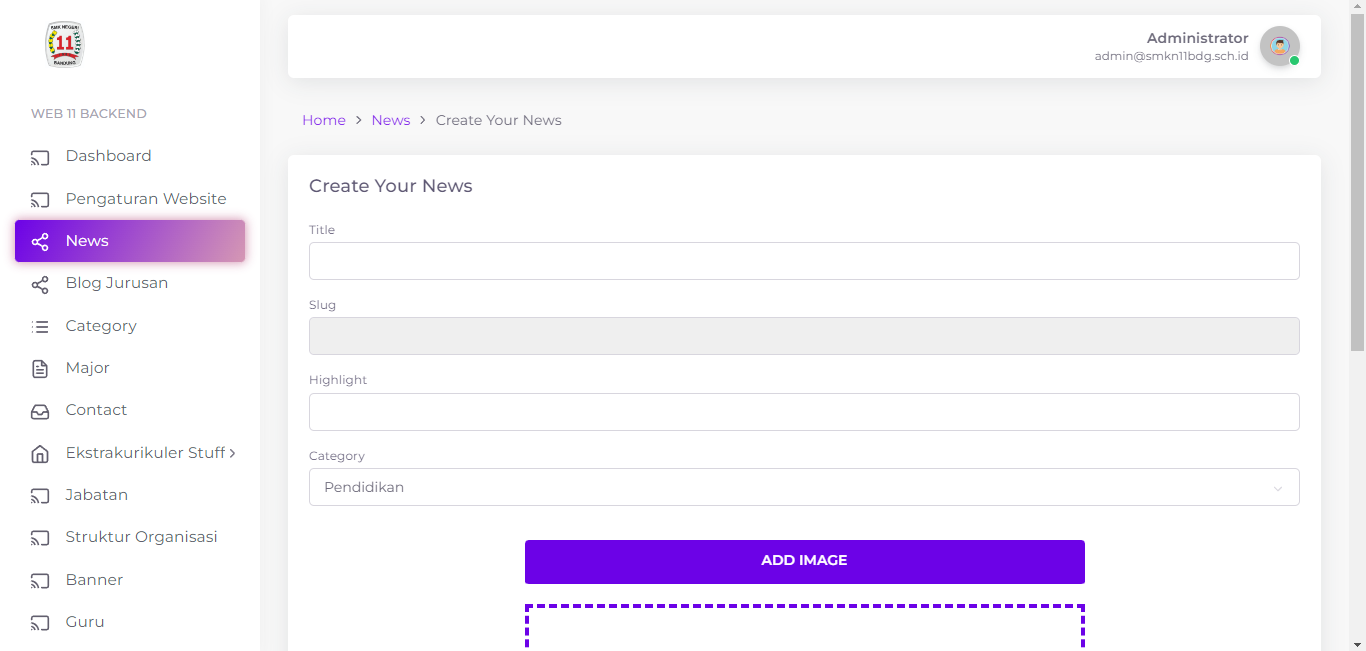 SMK NEGERI
11
BANDUNG
WEB 11 BACKEND
Dashboard
Pengaturan Website
News
Blog Jurusan
Category
Major
Contact
Ekstrakurikuler Stuff
Jabatan
Struktur Organisasi
Banner
Guru
Administrator
admin@smkn11bdg.sch.id
Home > News > Create Your News
Create Your News
Title
Slug
Highlight
Category
Pendidikan
ADD IMAGE